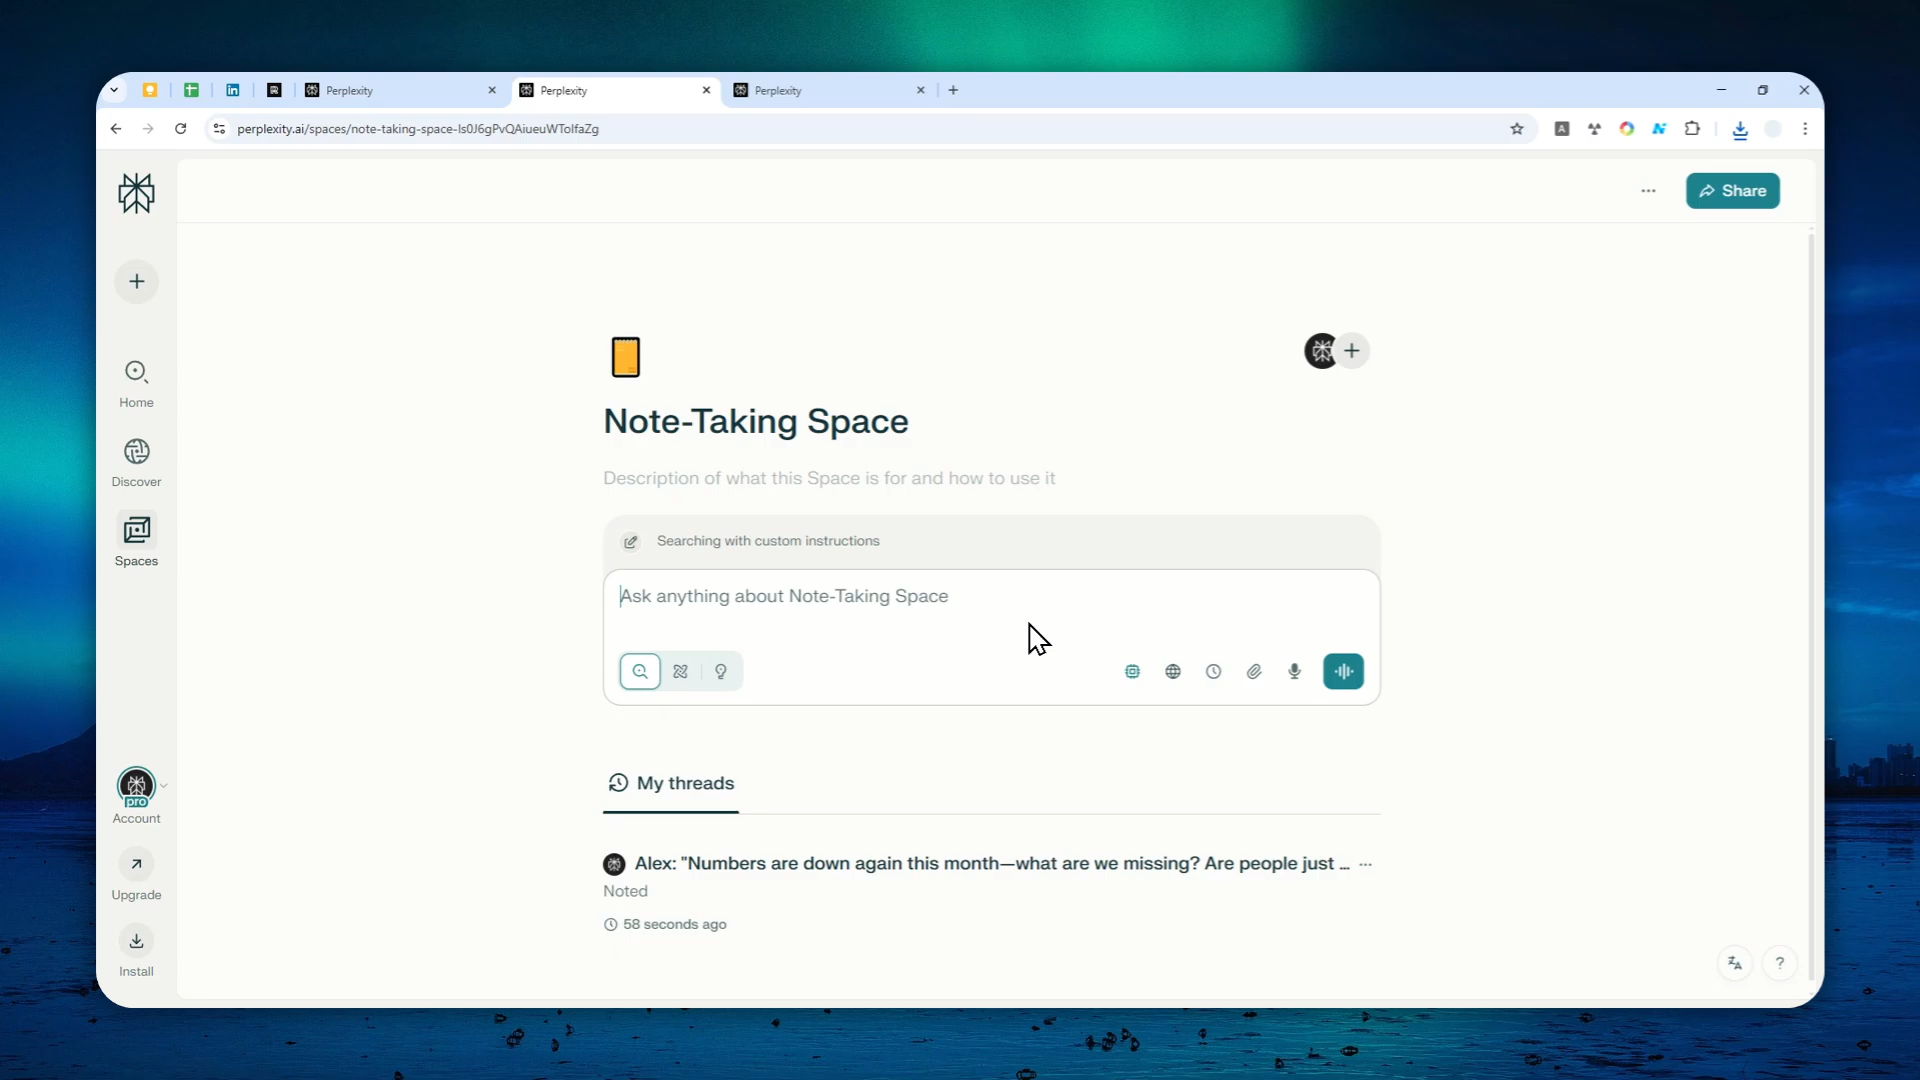 Perplexity
Perplexity
Perplexity
perplexity.ai/spaces/note-taking-space-Is0J6gPvQAiueuWTolfaZg
Share
Home
Discover
Spaces
Note-Taking Space
Description of what this Space is for and how to use it
Searching with custom instructions
Ask anything about Note-Taking Space
My threads
Alex: "Numbers are down again this month—what are we missing? Are people just ...
Noted
58 seconds ago
pro
Account
Upgrade
Install